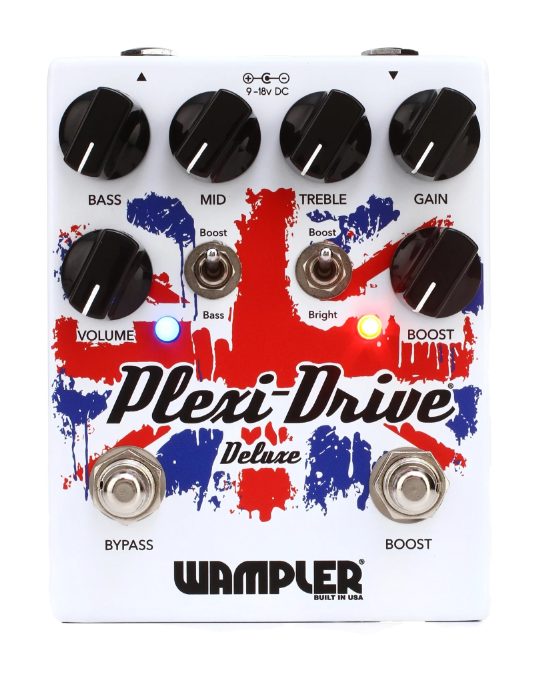 9-18v DC
BASS MID TREBLE GAIN
Boost Boost
Bass Bright
VOLUME BOOST
Plexi-Drive®
Deluxe
BYPASS BOOST
WAMPLER®
BUILT IN USA